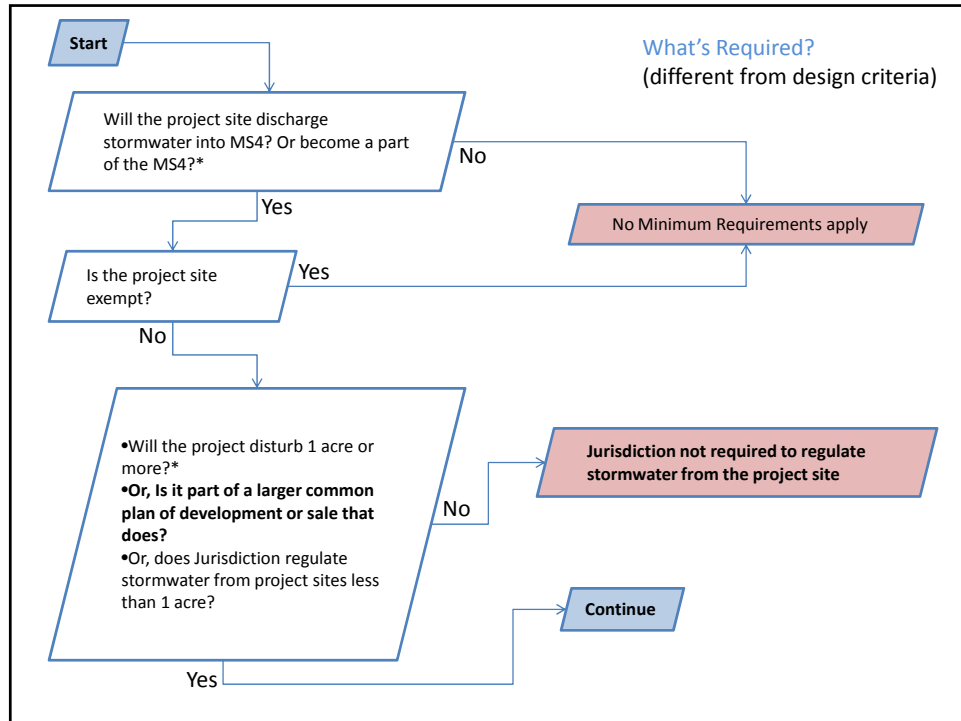 Start
What's Required?
(different from design criteria)
Will the project site discharge
stormwater into MS4? Or become a part
of the MS4?*
No
Yes
No Minimum Requirements apply
Is the project site
exempt?
Yes
No
•Will the project disturb 1 acre or
more?*
•Or, Is it part of a larger common
plan of development or sale that
does?
•Or, does Jurisdiction regulate
stormwater from project sites less
than 1 acre?
No
Jurisdiction not required to regulate
stormwater from the project site
Continue
Yes